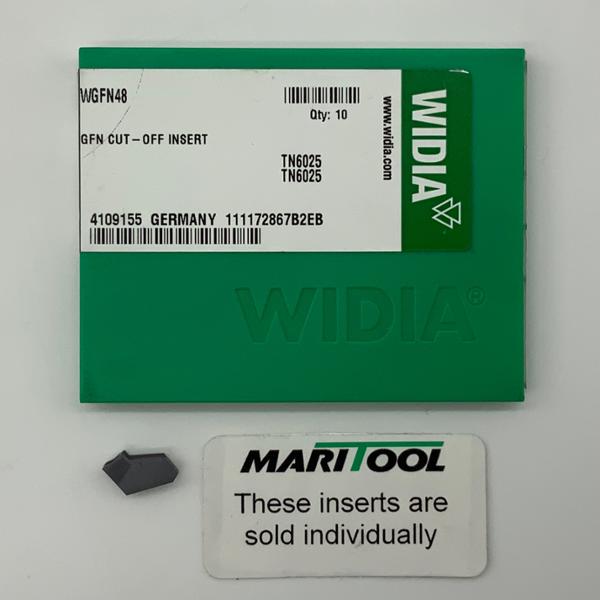 WGFN48
Qty: 10
GFN CUT-OFF INSERT
TN6025
TN6025
4109155 GERMANY 111172867B2EB
www.widia.com
WIDIA
WIDIA®
MARITOOL
These inserts are
sold individually